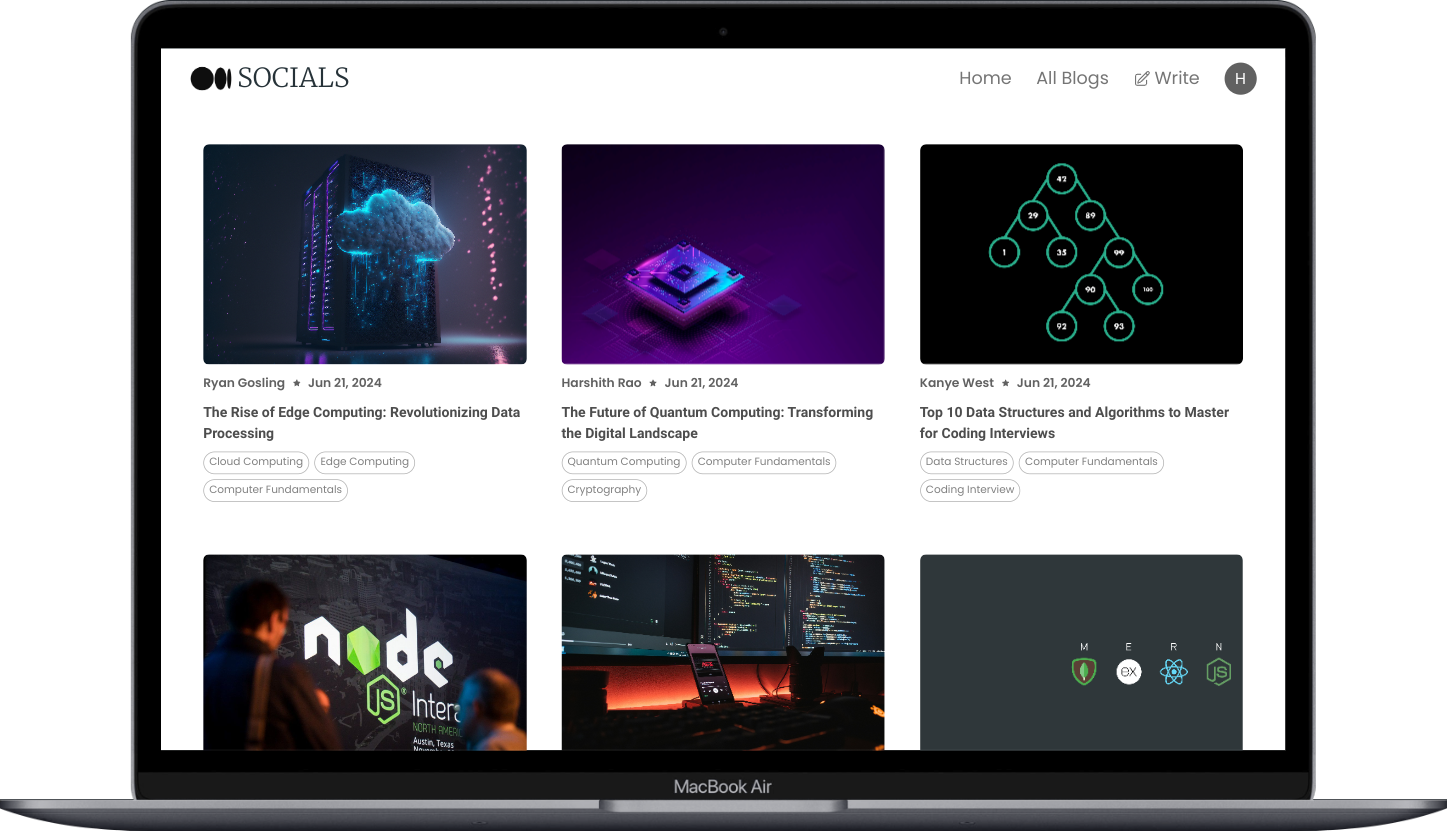 SOCIALS
Home
All Blogs
Write
H
42
29
89
1
35
99
90
100
92
93
Ryan Gosling ★ Jun 21, 2024
The Rise of Edge Computing: Revolutionizing Data
Processing
Cloud Computing
Edge Computing
Computer Fundamentals
Harshith Rao ★ Jun 21, 2024
The Future of Quantum Computing: Transforming
the Digital Landscape
Quantum Computing
Computer Fundamentals
Cryptography
Kanye West ★ Jun 21, 2024
Top 10 Data Structures and Algorithms to Master
for Coding Interviews
Data Structures
Computer Fundamentals
Coding Interview
node
JS
Intera
NORTH AMERIC
Austin, Texas
M E R N
ex
JS
MacBook Air